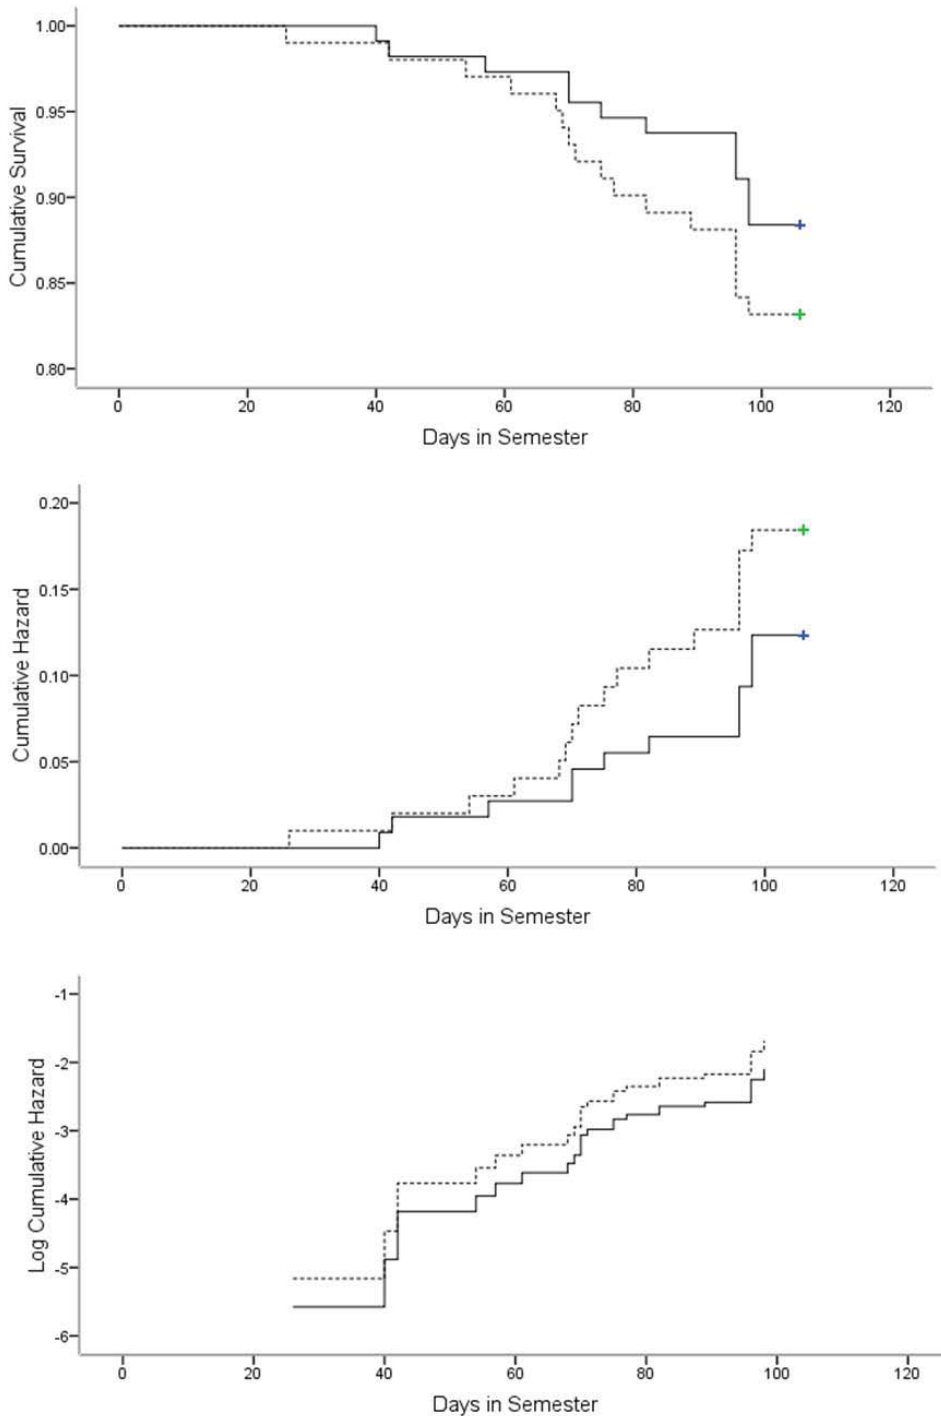 Cumulative Survival
1.00
0.95
0.90
0.85
0.80
0 20 40 60 80 100 120
Days in Semester
Cumulative Hazard
0.20
0.15
0.10
0.05
0.00
0 20 40 60 80 100 120
Days in Semester
Log Cumulative Hazard
-1
-2
-3
-4
-5
-6
0 20 40 60 80 100 120
Days in Semester